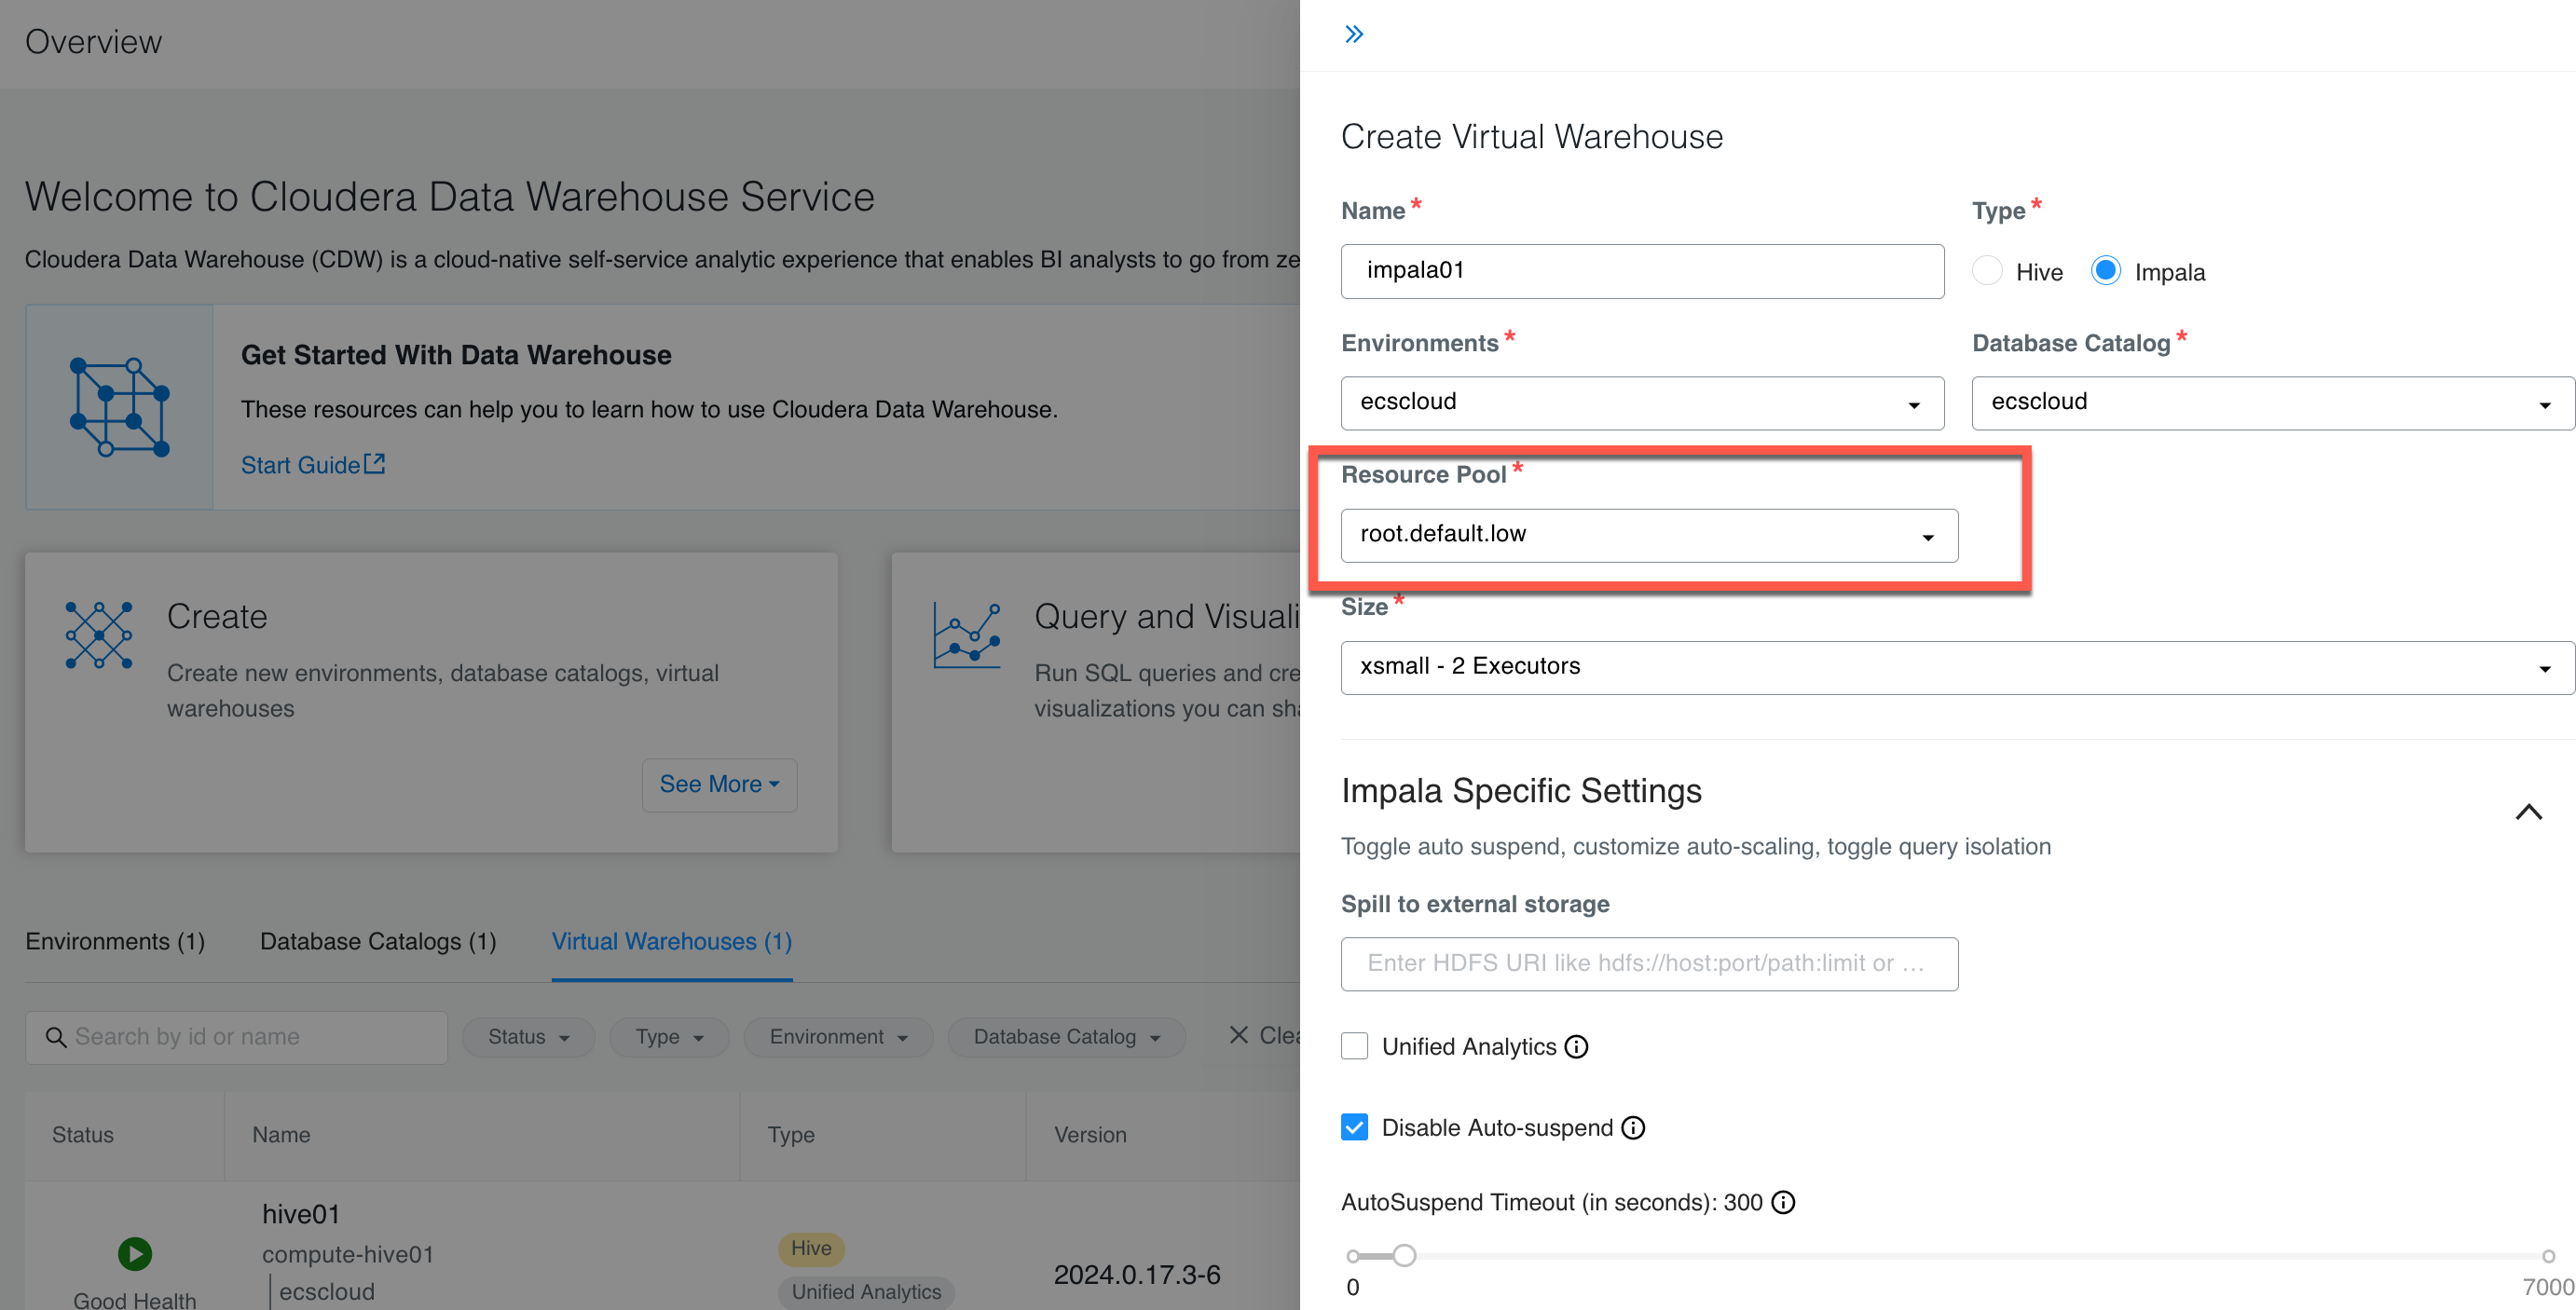 Overview
Welcome to Cloudera Data Warehouse Service
Cloudera Data Warehouse (CDW) is a cloud-native self-service analytic experience that enables BI analysts to go from ze
Get Started With Data Warehouse
These resources can help you to learn how to use Cloudera Data Warehouse.
Start Guide
Create
Create new environments, database catalogs, virtual
warehouses
See More
Query and Visuali
Run SQL queries and cre
visualizations you can sha
Environments (1) Database Catalogs (1) Virtual Warehouses (1)
Search by id or name Status Type Environment Database Catalog Clea
Status Name Type Version
hive01
compute-hive01
ecscloud
Good Health
Hive
Unified Analytics
2024.0.17.3-6
Create Virtual Warehouse
Name * Type *
impala01 Hive Impala
Environments * Database Catalog *
ecscloud ecscloud
Resource Pool *
root.default.low
Size *
xsmall - 2 Executors
Impala Specific Settings
Toggle auto suspend, customize auto-scaling, toggle query isolation
Spill to external storage
Enter HDFS URI like hdfs://host:port/path:limit or ...
Unified Analytics
Disable Auto-suspend
AutoSuspend Timeout (in seconds): 300
0 7000